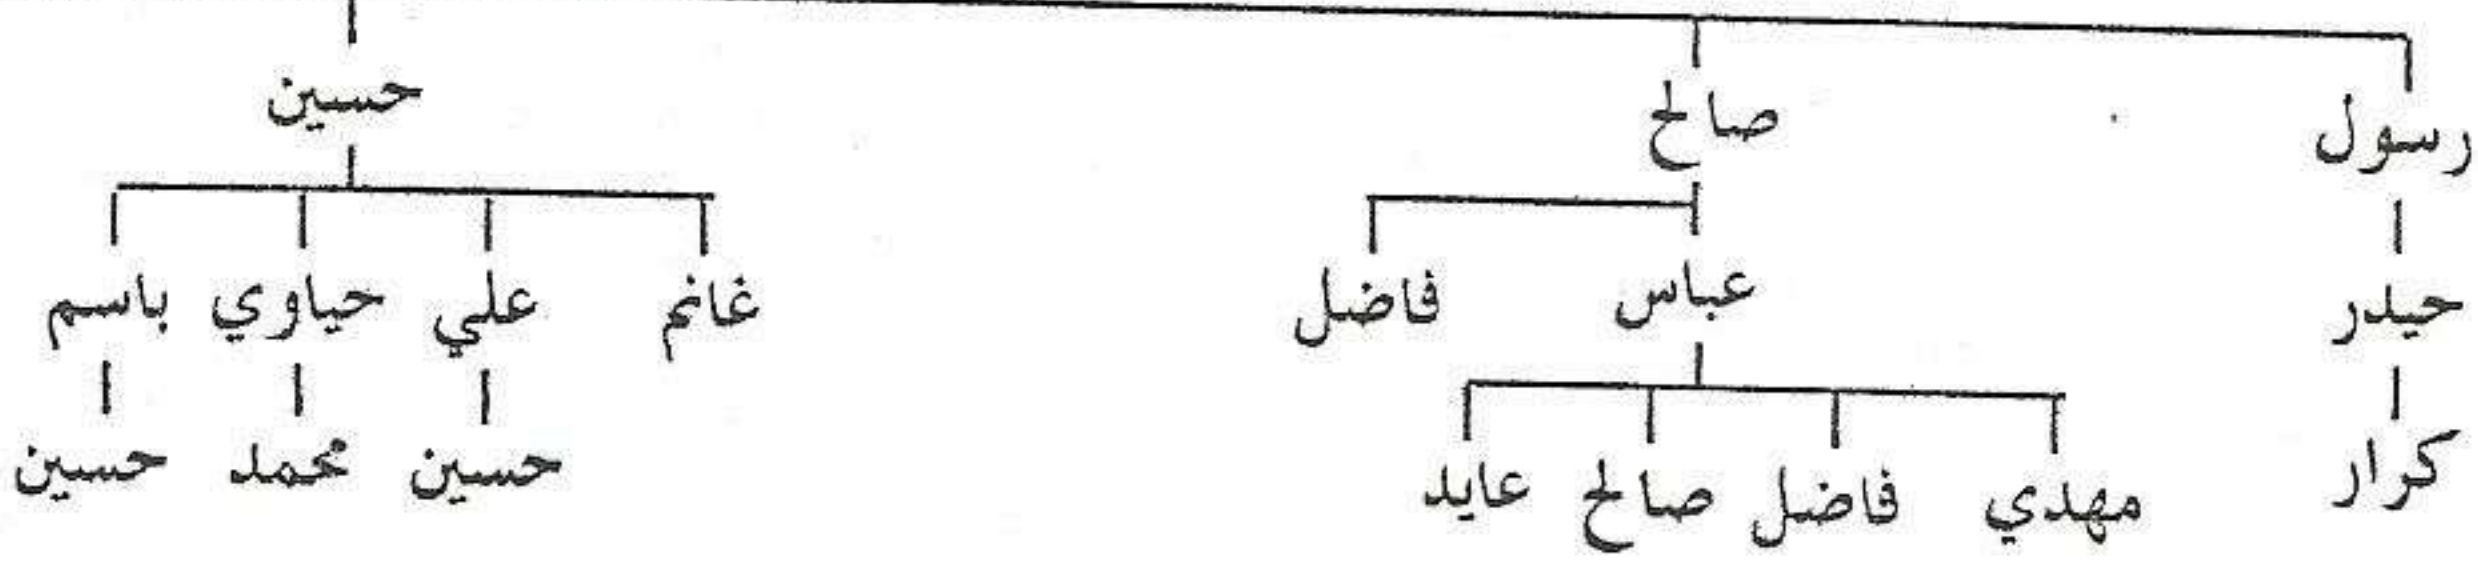 رسول صالح حسين
حيدر عباس فاضل غانم علي حياوي باسم
كرار مهدي فاضل صالح عايد حسين محمد حسين